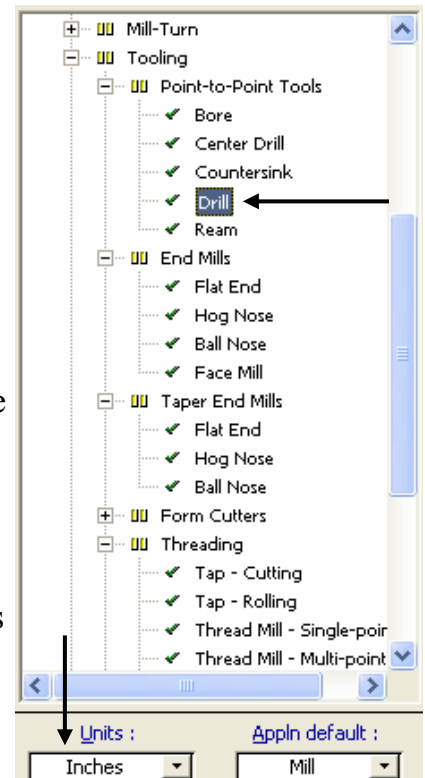 Mill-Turn
Tooling
Point-to-Point Tools
Bore
Center Drill
Countersink
Drill
Ream
End Mills
Flat End
Hog Nose
Ball Nose
Face Mill
e
Taper End Mills
Flat End
Hog Nose
Ball Nose
Form Cutters
Threading
Tap - Cutting
Tap - Rolling
s
Thread Mill - Single-poin
Thread Mill - Multi-point
Units : Appln default :
Inches Mill